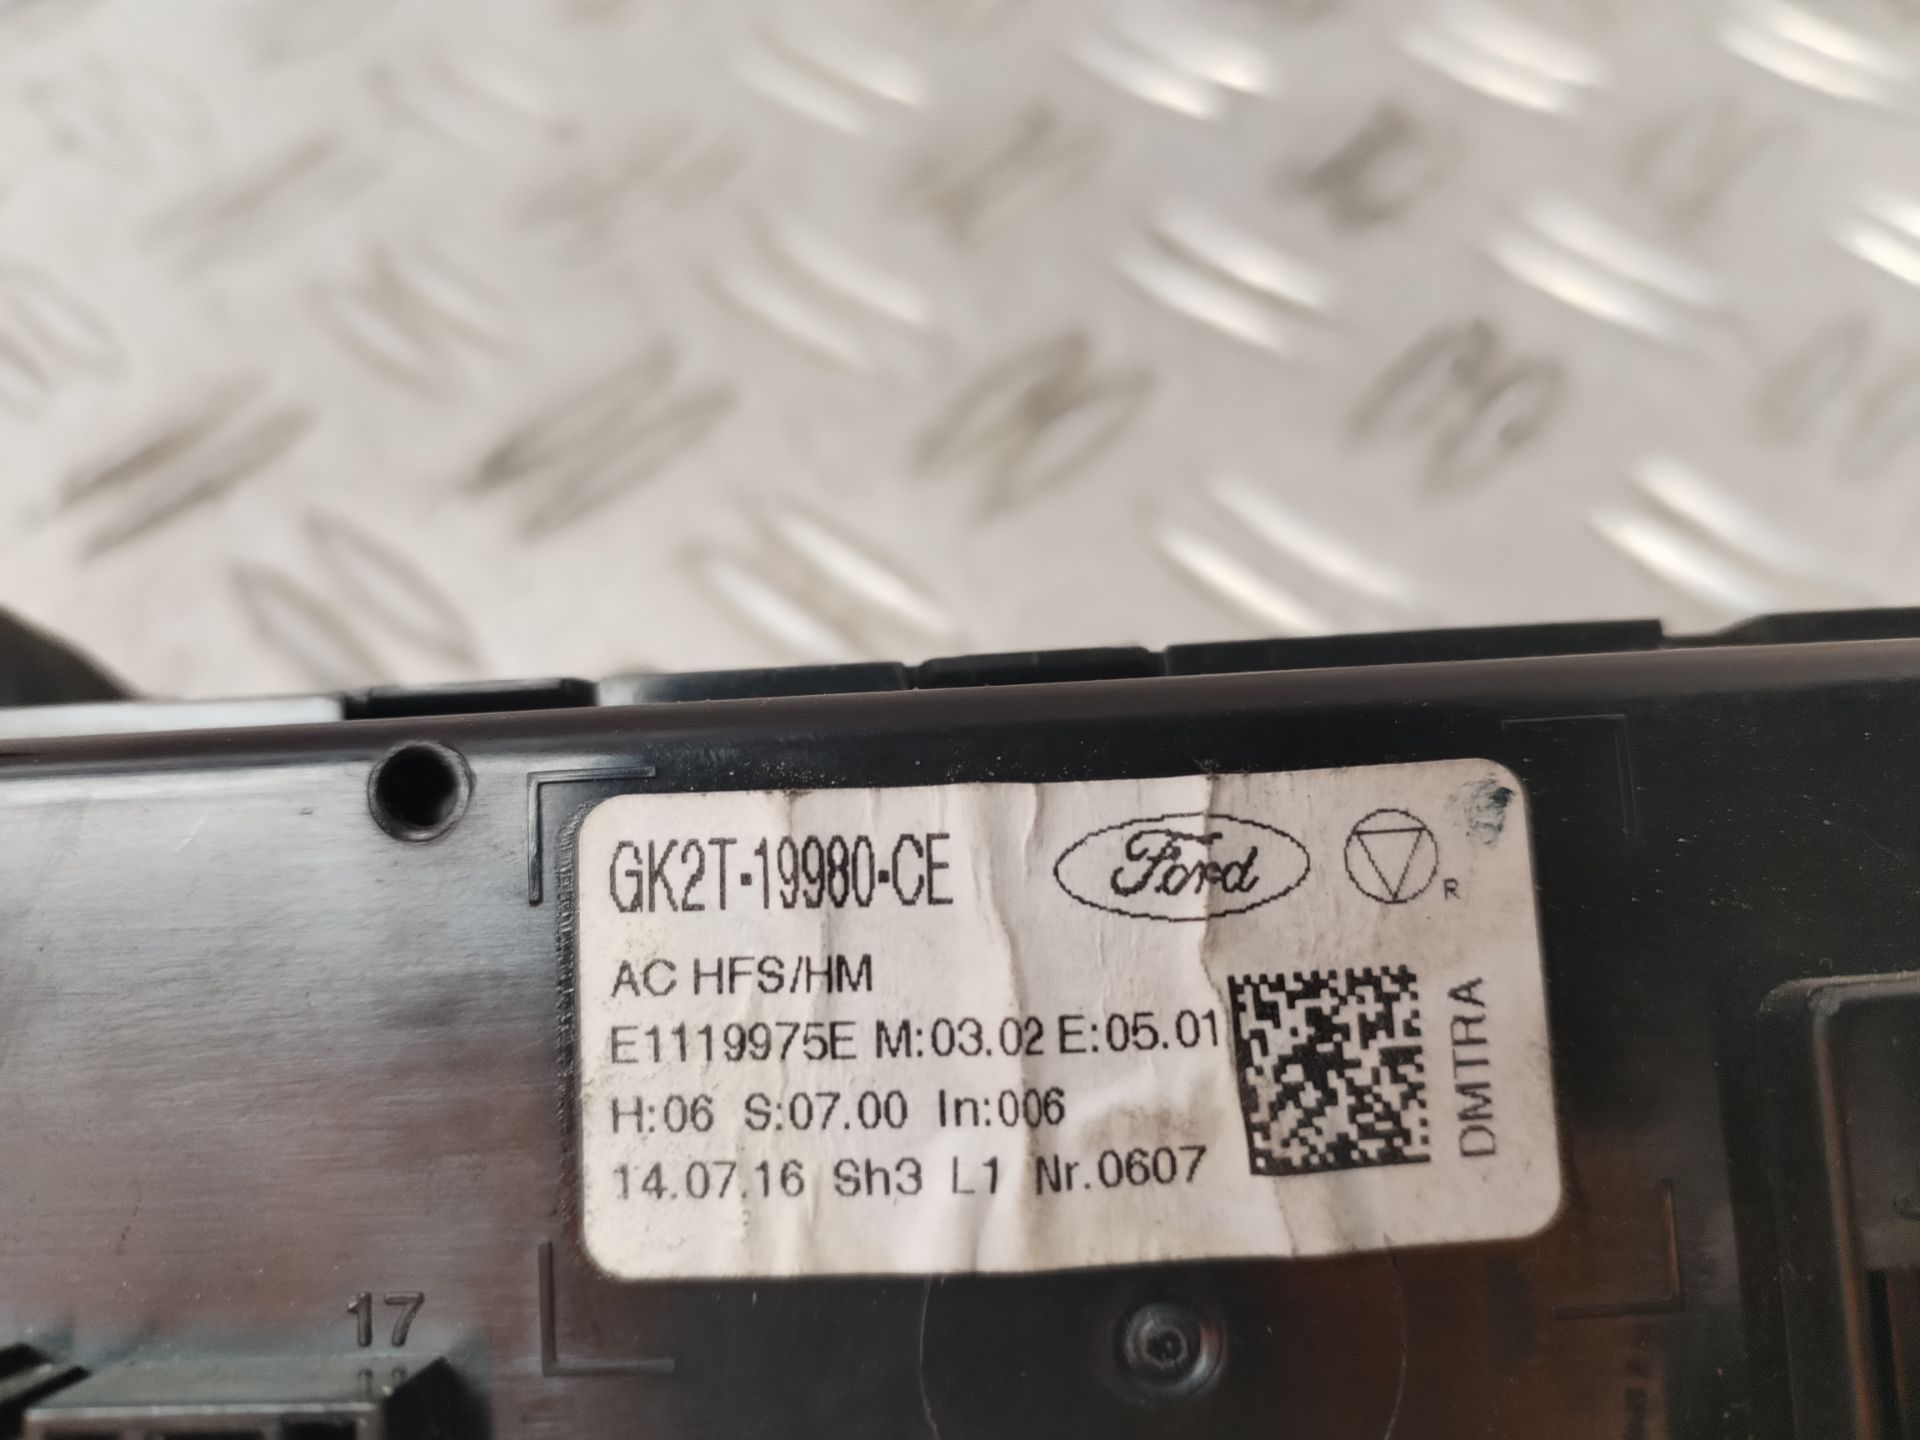 GK2T-19980-CE
Ford
R
AC HFS/HM
E1119975E M:03.02 E:05.01
H:06 S:07.00 In:006
14.07.16 Sh3 L1 Nr.0607
DMTRA
17